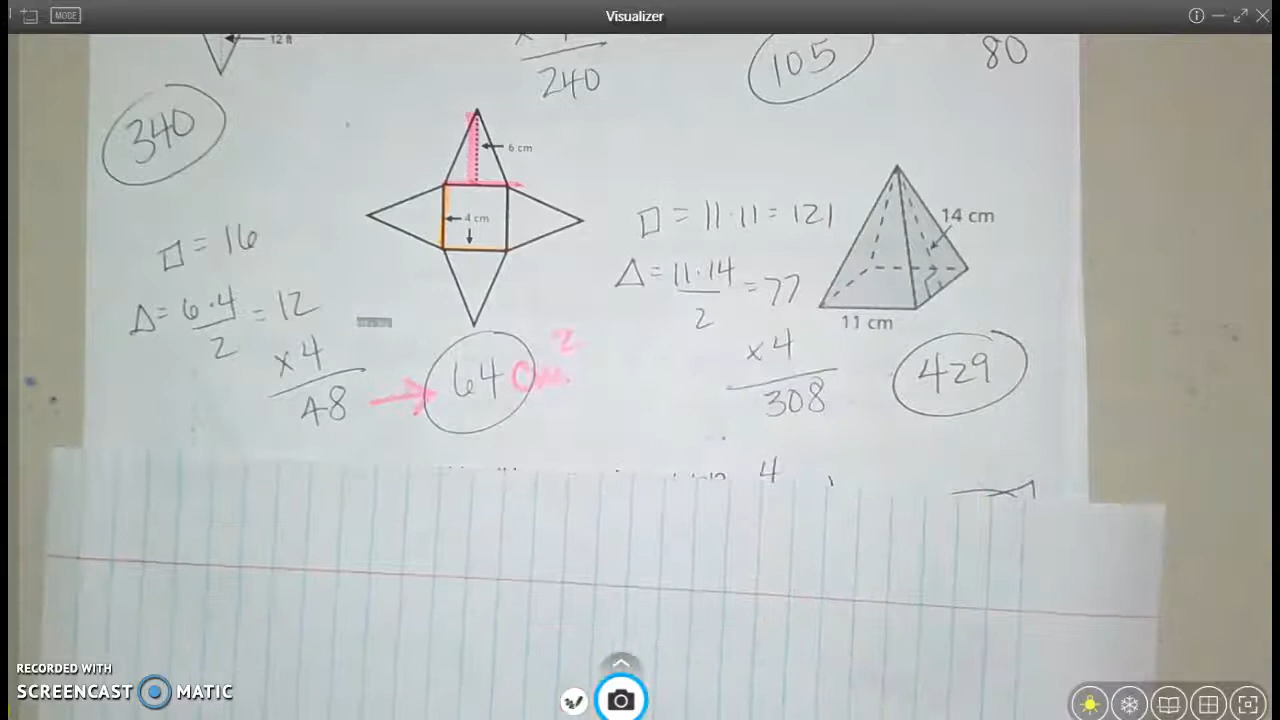 MODE
Visualizer
12 ft
240
105
80
340
6 cm
4 cm
□ = 16
△ = 6·4/2 = 12
x4
48
64 cm²
□ = 11·11 = 121
△ = 11·14/2 = 77
x4
308
14 cm
11 cm
429
4
RECORDED WITH
SCREENCAST MATIC